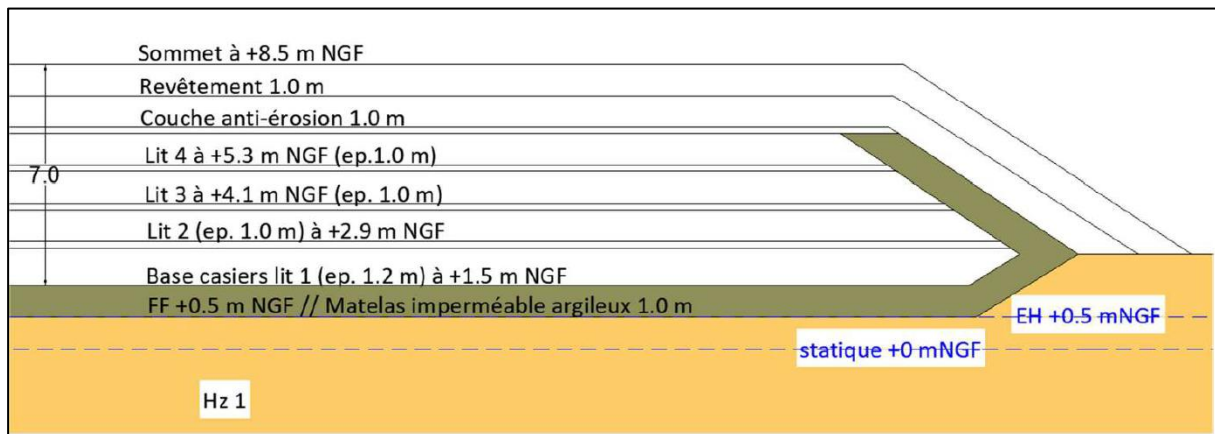 Sommet à +8.5 m NGF
Revêtement 1.0 m
Couche anti-érosion 1.0 m
Lit 4 à +5.3 m NGF (ep.1.0 m)
7.0
Lit 3 à +4.1 m NGF (ep. 1.0 m)
Lit 2 (ep. 1.0 m) à +2.9 m NGF
Base casiers lit 1 (ep. 1.2 m) à +1.5 m NGF
FF +0.5 m NGF // Matelas imperméable argileux 1.0 m
EH +0.5 mNGF
statique +0 mNGF
Hz 1